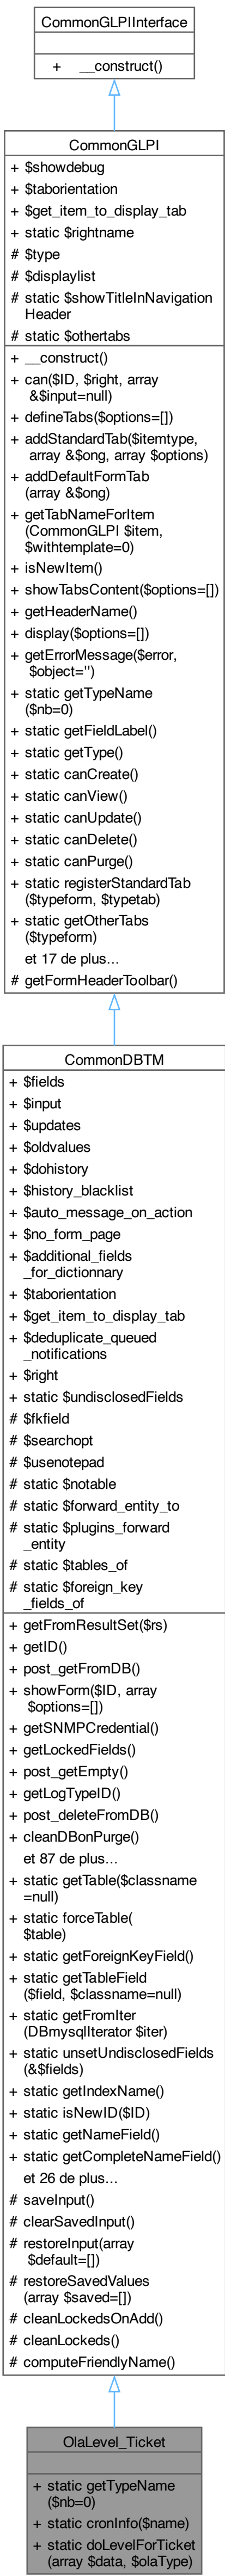 CommonGLPIInterface
+ __construct()
CommonGLPI
+ $showdebug
+ $taborientation
+ $get_item_to_display_tab
+ static $rightname
# $type
# $displaylist
# static $showTitleInNavigation
Header
# static $othertabs
+ __construct()
+ can($ID, $right, array
&$input=null)
+ defineTabs($options=[])
+ addStandardTab($itemtype,
array &$ong, array $options)
+ addDefaultFormTab
(array &$ong)
+ getTabNameForItem
(CommonGLPI $item,
$withtemplate=0)
+ isNewItem()
+ showTabsContent($options=[])
+ getHeaderName()
+ display($options=[])
+ getErrorMessage($error,
$object='')
+ static getTypeName
($nb=0)
+ static getFieldLabel()
+ static getType()
+ static canCreate()
+ static canView()
+ static canUpdate()
+ static canDelete()
+ static canPurge()
+ static registerStandardTab
($typeform, $typetab)
+ static getOtherTabs
($typeform)
et 17 de plus...
# getFormHeaderToolbar()
CommonDBTM
+ $fields
+ $input
+ $updates
+ $oldvalues
+ $dohistory
+ $history_blacklist
+ $auto_message_on_action
+ $no_form_page
+ $additional_fields
_for_dictionnary
+ $taborientation
+ $get_item_to_display_tab
+ $deduplicate_queued
_notifications
+ $right
+ static $undisclosedFields
# $fkfield
# $searchopt
# $usenotepad
# static $notable
# static $forward_entity_to
# static $plugins_forward
_entity
# static $tables_of
# static $foreign_key
_fields_of
+ getFromResultSet($rs)
+ getID()
+ post_getFromDB()
+ showForm($ID, array
$options=[])
+ getSNMPCredential()
+ getLockedFields()
+ post_getEmpty()
+ getLogTypeID()
+ post_deleteFromDB()
+ cleanDBonPurge()
et 87 de plus...
+ static getTable($classname
=null)
+ static forceTable(
$table)
+ static getForeignKeyField()
+ static getTableField
($field, $classname=null)
+ static getFromIter
(DBmysqlIterator $iter)
+ static unsetUndisclosedFields
(&$fields)
+ static getIndexName()
+ static isNewID($ID)
+ static getNameField()
+ static getCompleteNameField()
et 26 de plus...
# saveInput()
# clearSavedInput()
# restoreInput(array
$default=[])
# restoreSavedValues
(array $saved=[])
# cleanLockedsOnAdd()
# cleanLockeds()
# computeFriendlyName()
OlaLevel_Ticket
+ static getTypeName
($nb=0)
+ static cronInfo($name)
+ static doLevelForTicket
(array $data, $olaType)